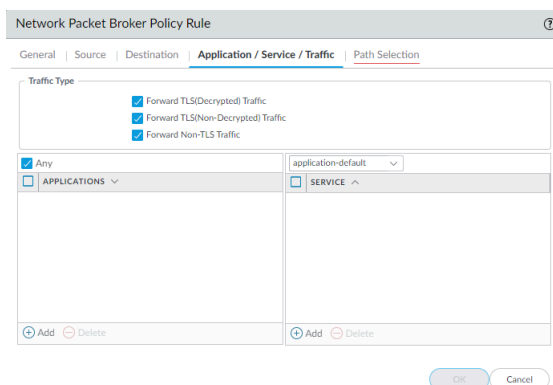 Network Packet Broker Policy Rule
General | Source | Destination | Application / Service / Traffic | Path Selection
Traffic Type
Forward TLS(Decrypted) Traffic
Forward TLS(Non-Decrypted) Traffic
Forward Non-TLS Traffic
Any
application-default
APPLICATIONS
SERVICE
Add Delete
Add Delete
OK Cancel